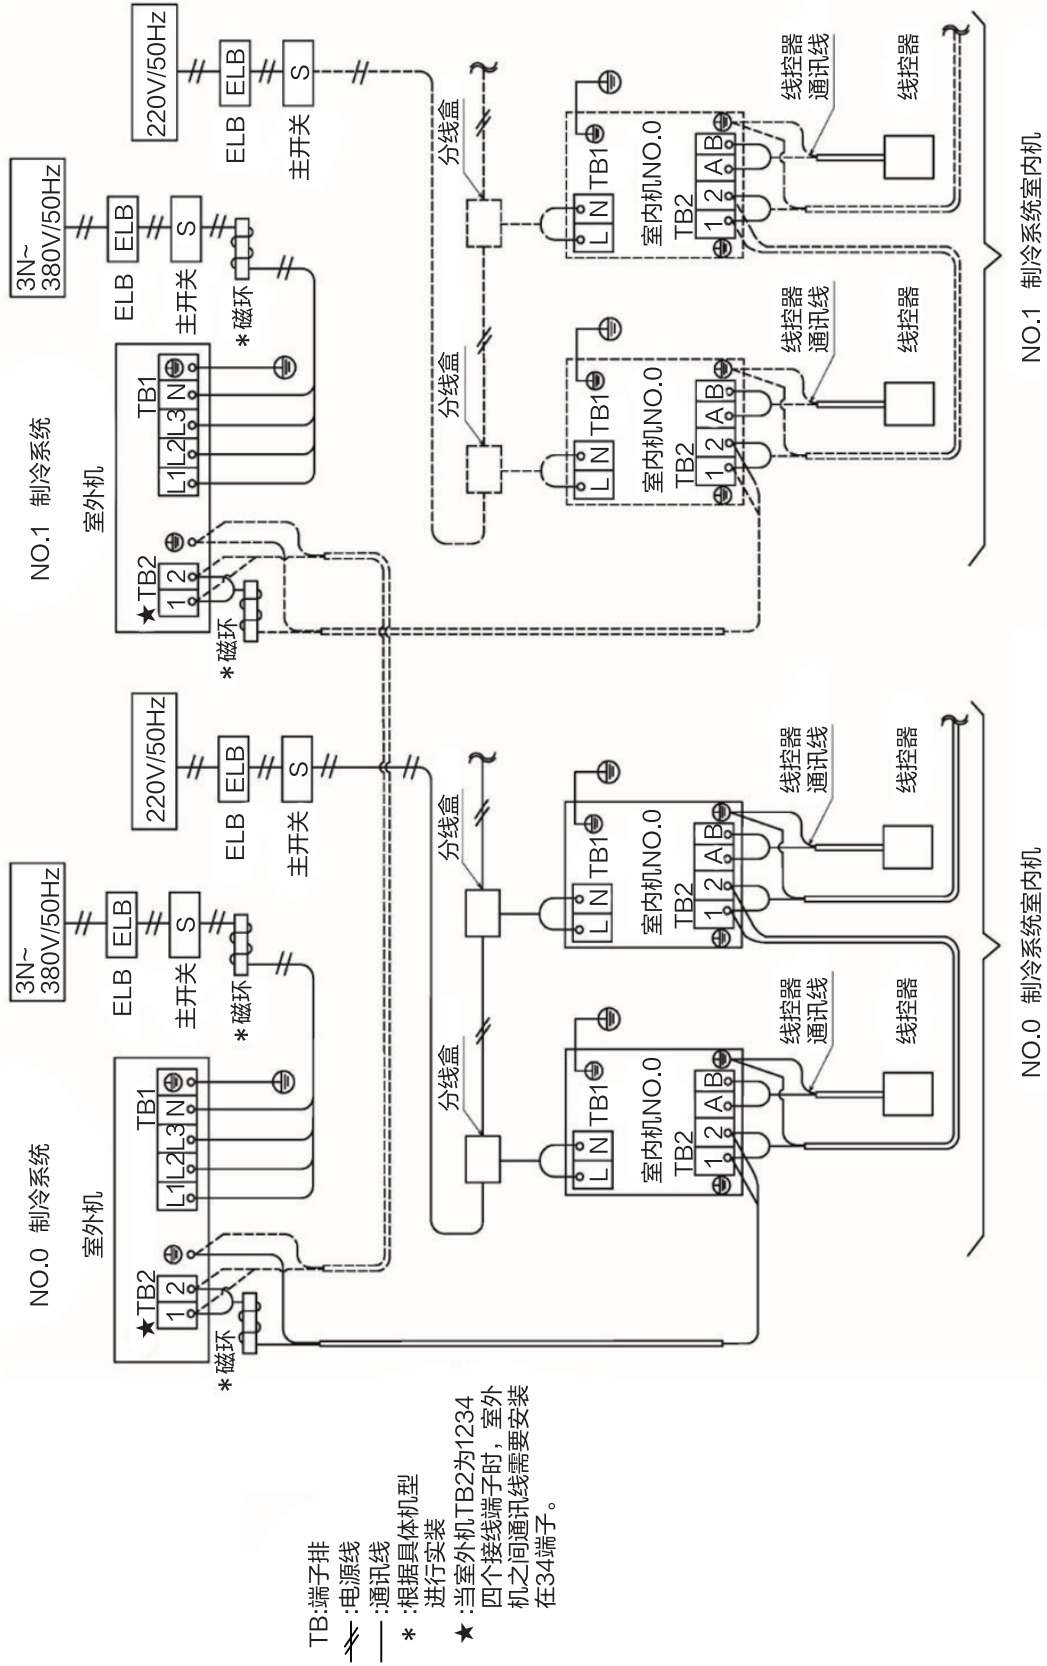 TB:端子排
:电源线
:通讯线
*:根据具体机型
进行实装
★:当室外机TB2为1234
四个接线端子时，室外
机之间通讯线需要安装
在34端子。
NO.0 制冷系统
室外机
★TB2
1 2
TB1
L1 L2 L3 N
*磁环
3N~
380V/50Hz
ELB
ELB
S
主开关
*磁环
220V/50Hz
ELB
ELB
S
主开关
分线盒
分线盒
TB1
L N
室内机NO.0
TB2
1 2 A B
线控器
通讯线
线控器
TB1
L N
室内机NO.0
TB2
1 2 A B
线控器
通讯线
线控器
NO.0 制冷系统室内机
NO.1 制冷系统
室外机
★TB2
1 2
TB1
L1 L2 L3 N
*磁环
3N~
380V/50Hz
ELB
ELB
S
主开关
*磁环
220V/50Hz
ELB
ELB
S
主开关
分线盒
分线盒
TB1
L N
室内机NO.0
TB2
1 2 A B
线控器
通讯线
线控器
TB1
L N
室内机NO.0
TB2
1 2 A B
线控器
通讯线
线控器
NO.1 制冷系统室内机